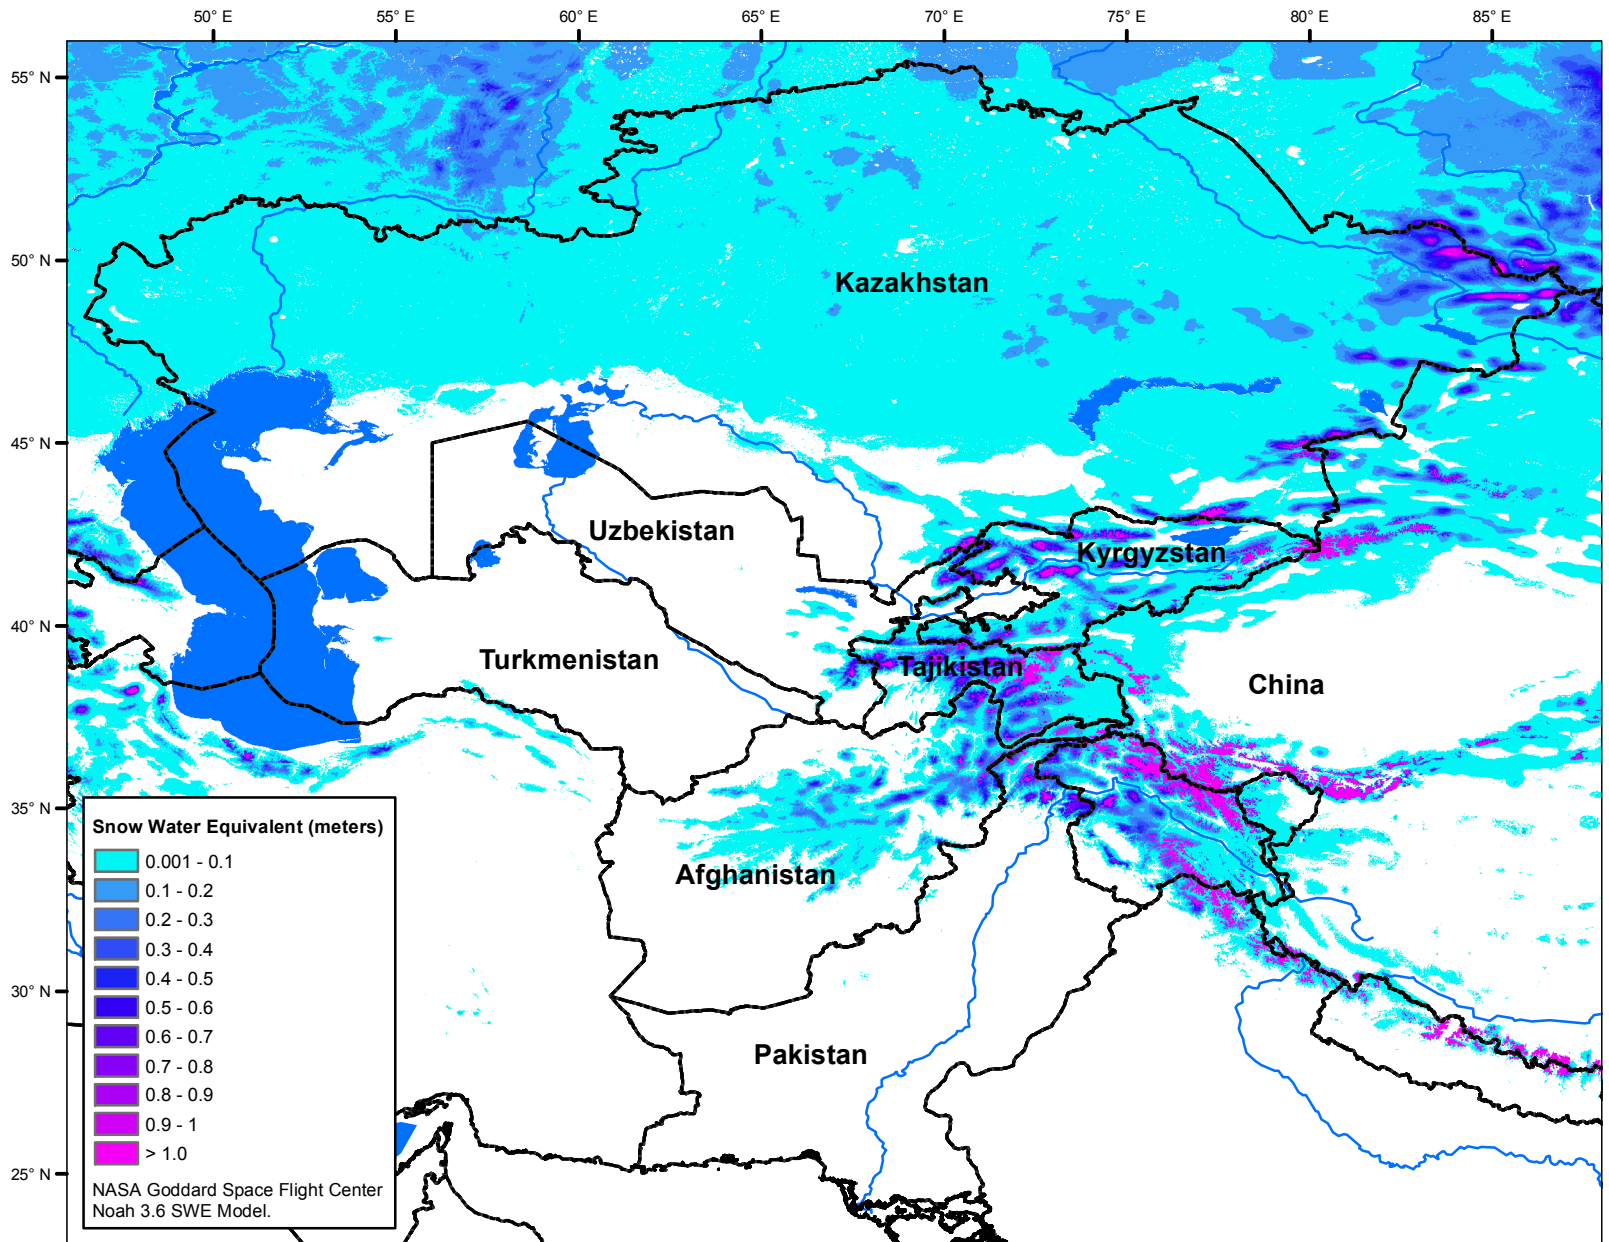 50° E 55° E 60° E 65° E 70° E 75° E 80° E 85° E
55° N
50° N
Kazakhstan
45° N
Uzbekistan
Kyrgyzstan
40° N
Turkmenistan
Tajikistan
China
35° N
Snow Water Equivalent (meters)
0.001 - 0.1
0.1 - 0.2
0.2 - 0.3
0.3 - 0.4
0.4 - 0.5
0.5 - 0.6
0.6 - 0.7
0.7 - 0.8
0.8 - 0.9
0.9 - 1
> 1.0
NASA Goddard Space Flight Center
Noah 3.6 SWE Model.
Afghanistan
30° N
Pakistan
25° N